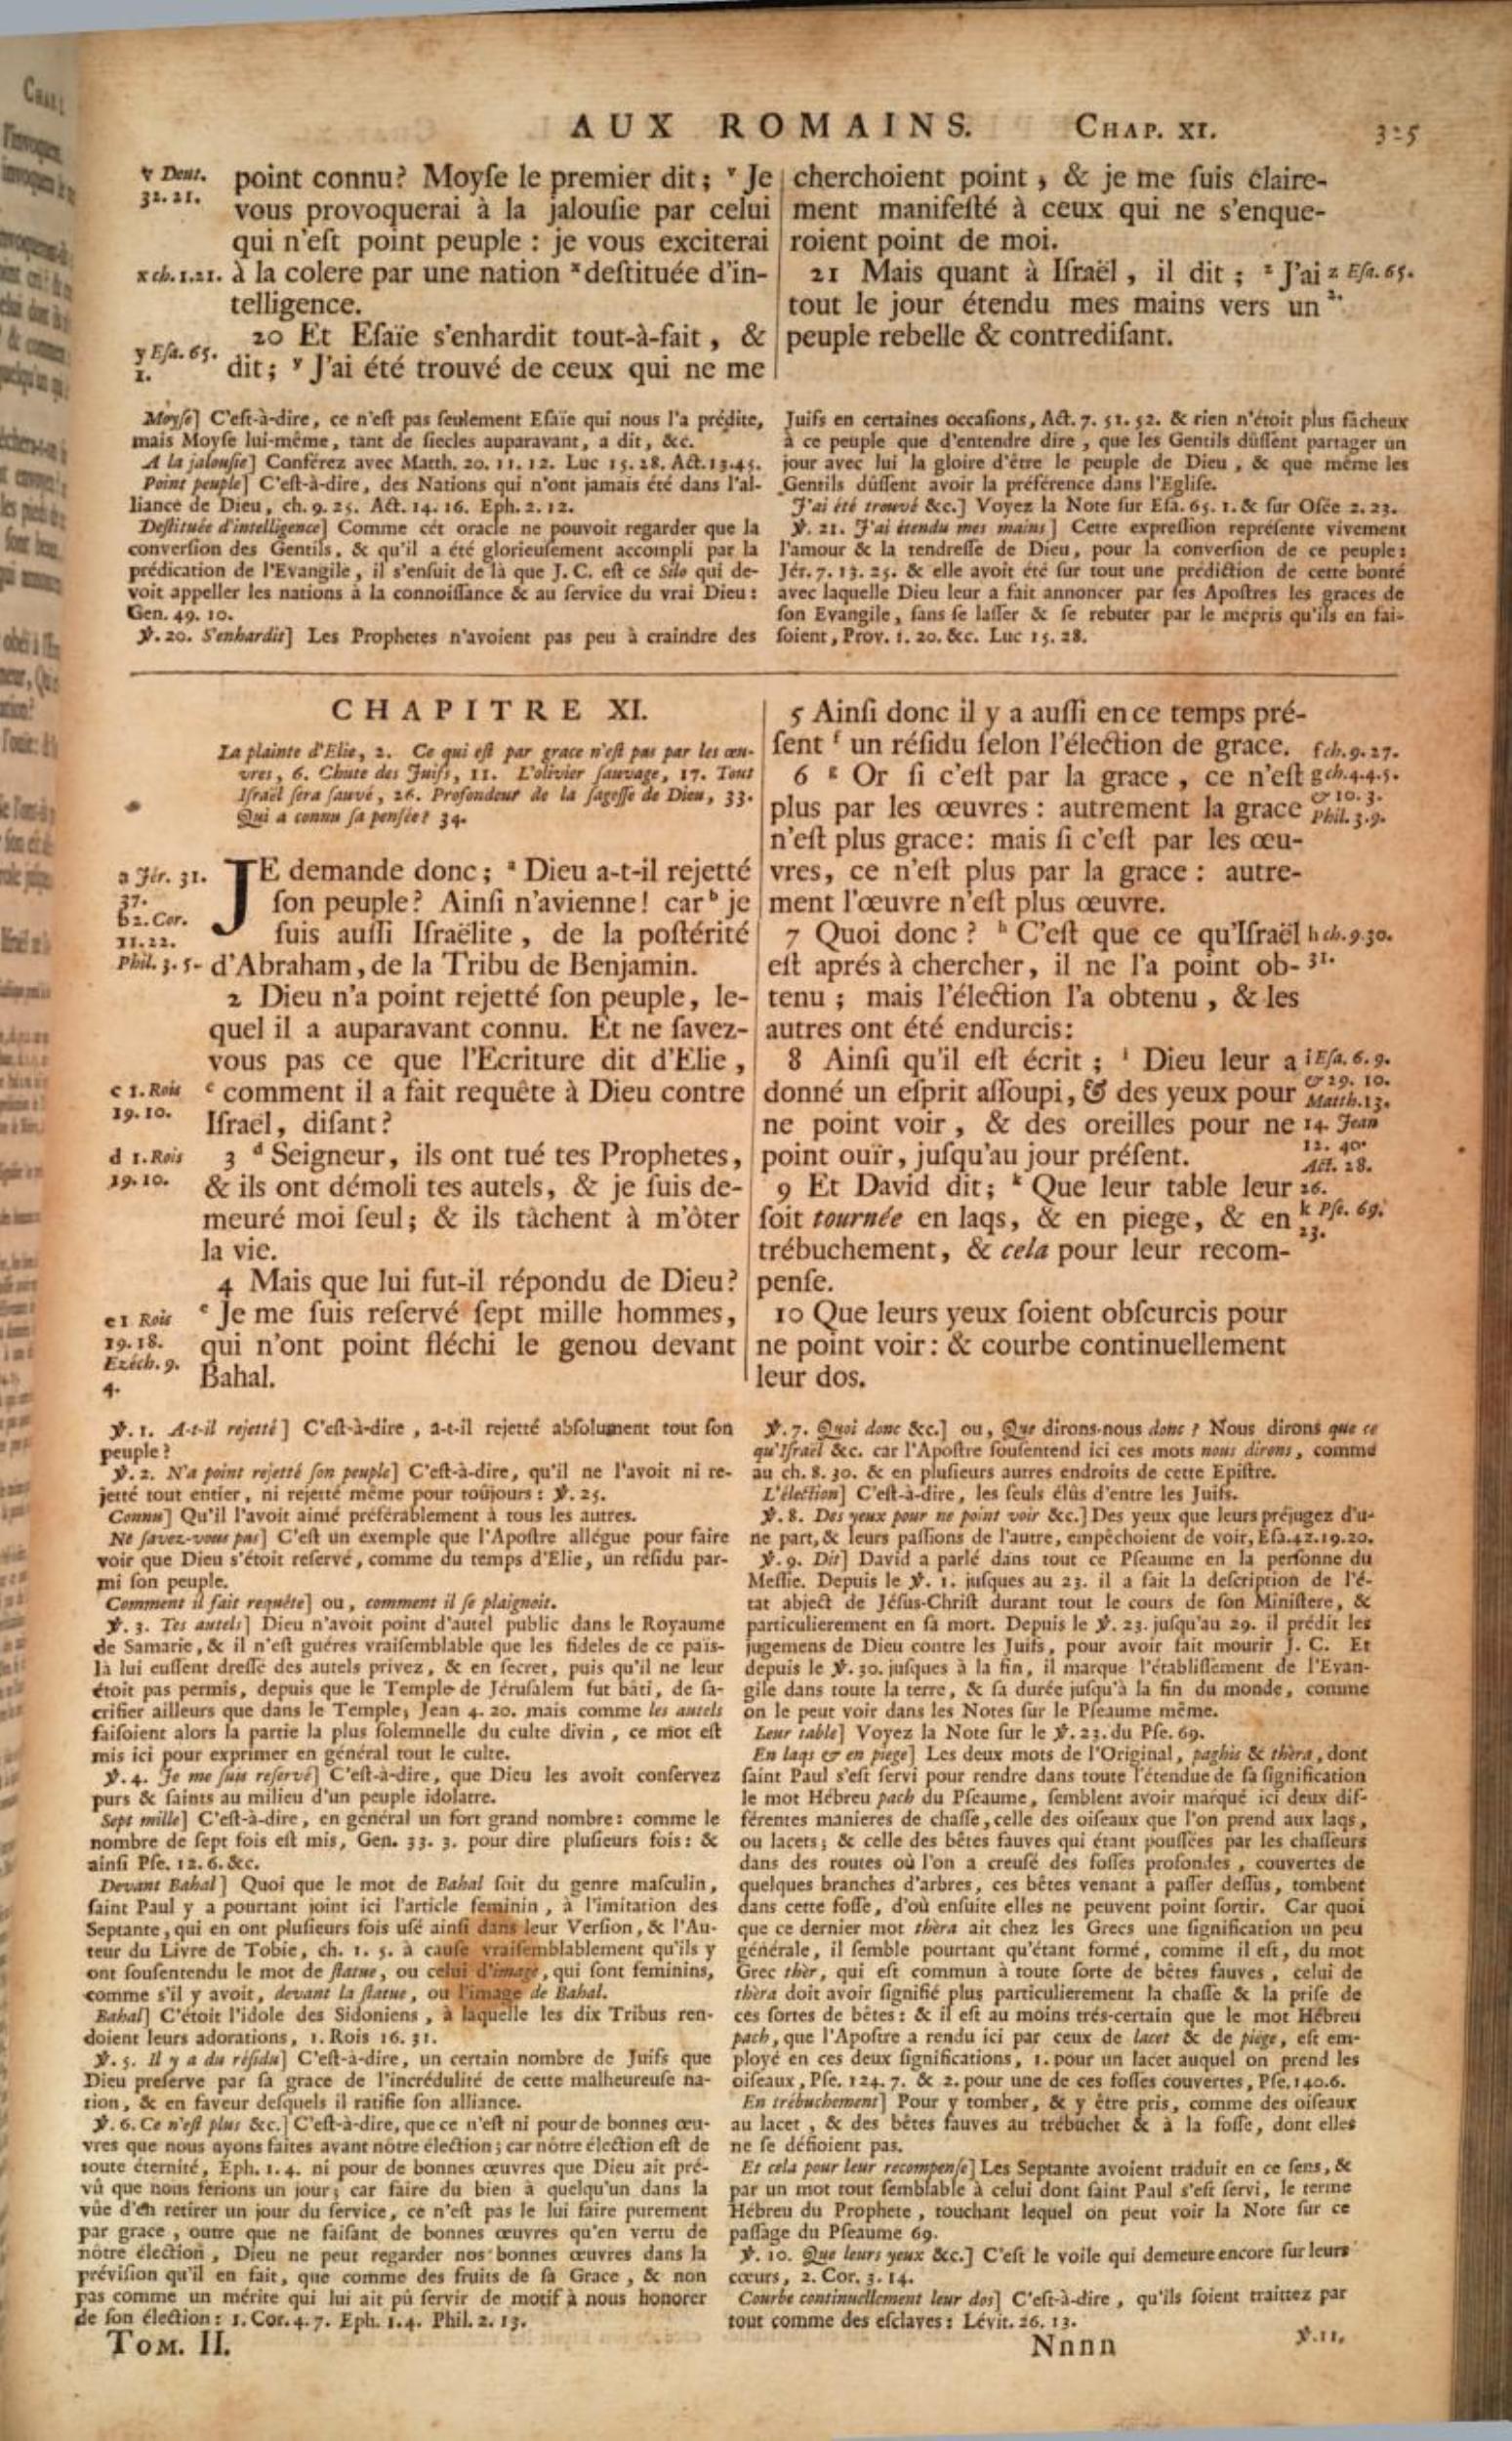 AUX ROMAINS. CHAP. XI. 325
v Deut.
32.21.
x ch.1.21.
y Esa. 65.
1.
point connu? Moyſe le premier dit; ᵛ Je
vous provoquerai à la jalouſie par celui
qui n'eſt point peuple : je vous exciterai
à la colere par une nation ˣ deſtituée d'in-
telligence.
20 Et Eſaïe s'enhardit tout-à-fait, &
dit; ʸ J'ai été trouvé de ceux qui ne me
cherchoient point, & je me ſuis claire-
ment manifeſté à ceux qui ne s'enque-
roient point de moi.
21 Mais quant à Iſraël, il dit; ᶻ J'ai
tout le jour étendu mes mains vers un
peuple rebelle & contrediſant.
z Eſa. 65.
2.
Moyſe] C'eſt-à-dire, ce n'eſt pas ſeulement Eſaïe qui nous l'a prédite,
mais Moyſe lui-même, tant de ſiecles auparavant, a dit, &c.
A la jalouſie] Conférez avec Matth. 20. 11. 12. Luc 15. 28. Act. 13.45.
Point peuple] C'eſt-à-dire, des Nations qui n'ont jamais été dans l'al-
liance de Dieu, ch. 9. 25. Act. 14. 16. Eph. 2. 12.
Deſtituée d'intelligence] Comme cét oracle ne pouvoit regarder que la
converſion des Gentils, & qu'il a été glorieuſement accompli par la
prédication de l'Evangile, il s'enſuit de là que J. C. eſt ce Silo qui de-
voit appeller les nations à la connoiſſance & au ſervice du vrai Dieu :
Gen. 49. 10.
℣. 20. S'enhardit] Les Prophetes n'avoient pas peu à craindre des
Juifs en certaines occaſions, Act. 7. 51. 52. & rien n'étoit plus fâcheux
à ce peuple que d'entendre dire, que les Gentils dûſſent partager un
jour avec lui la gloire d'être le peuple de Dieu, & que même les
Gentils dûſſent avoir la préférence dans l'Egliſe.
J'ai été trouvé &c.] Voyez la Note ſur Eſa. 65. 1. & ſur Oſée 2. 23.
℣. 21. J'ai étendu mes mains] Cette expreſſion repréſente vivement
l'amour & la tendreſſe de Dieu, pour la converſion de ce peuple :
Jér. 7. 13. 25. & elle avoit été ſur tout une prédiction de cette bonté
avec laquelle Dieu leur a fait annoncer par ſes Apoſtres les graces de
ſon Evangile, ſans ſe laſſer & ſe rebuter par le mépris qu'ils en fai-
ſoient, Prov. 1. 20. &c. Luc 15. 28.
CHAPITRE XI.
La plainte d'Elie, 2. Ce qui eſt par grace n'eſt pas par les œu-
vres, 6. Chute des Juifs, 11. L'olivier ſauvage, 17. Tout
Iſraël ſera ſauvé, 26. Profondeur de la ſageſſe de Dieu, 33.
Qui a connu ſa penſée? 34.
a Jér. 31.
37.
b 2. Cor.
11.22.
Phil. 3. 5.
c 1. Rois
19.10.
d 1. Rois
19.10.
e 1 Rois
19.18.
Ezéch. 9.
4.
JE demande donc; ᵃ Dieu a-t-il rejetté
ſon peuple? Ainſi n'avienne! car ᵇ je
ſuis auſſi Iſraëlite, de la poſtérité
d'Abraham, de la Tribu de Benjamin.
2 Dieu n'a point rejetté ſon peuple, le-
quel il a auparavant connu. Et ne ſavez-
vous pas ce que l'Ecriture dit d'Elie,
ᶜ comment il a fait requête à Dieu contre
Iſraël, diſant?
3 ᵈ Seigneur, ils ont tué tes Prophetes,
& ils ont démoli tes autels, & je ſuis de-
meuré moi ſeul; & ils tâchent à m'ôter
la vie.
4 Mais que lui fut-il répondu de Dieu?
ᵉ Je me ſuis reſervé ſept mille hommes,
qui n'ont point fléchi le genou devant
Bahal.
5 Ainſi donc il y a auſſi en ce temps pré-
ſent ᶠ un réſidu ſelon l'élection de grace.
6 ᵍ Or ſi c'eſt par la grace, ce n'eſt
plus par les œuvres : autrement la grace
n'eſt plus grace: mais ſi c'eſt par les œu-
vres, ce n'eſt plus par la grace : autre-
ment l'œuvre n'eſt plus œuvre.
7 Quoi donc? ʰ C'eſt que ce qu'Iſraël
eſt aprés à chercher, il ne l'a point ob-
tenu; mais l'élection l'a obtenu, & les
autres ont été endurcis:
8 Ainſi qu'il eſt écrit; ⁱ Dieu leur a
donné un eſprit aſſoupi, & des yeux pour
ne point voir, & des oreilles pour ne
point ouïr, juſqu'au jour préſent.
9 Et David dit; ᵏ Que leur table leur
ſoit tournée en laqs, & en piege, & en
trébuchement, & cela pour leur recom-
penſe.
10 Que leurs yeux ſoient obſcurcis pour
ne point voir: & courbe continuellement
leur dos.
f ch. 9.27.
g ch.4.4.5.
& 10. 3.
Phil. 3.9.
h ch.9.30.
31.
i Eſa. 6. 9.
& 29. 10.
Matth.13.
14. Jean
12. 40.
Act. 28.
26.
k Pſe. 69.
23.
℣. 1. A-t-il rejetté] C'eſt-à-dire, a-t-il rejetté abſolument tout ſon
peuple?
℣. 2. N'a point rejetté ſon peuple] C'eſt-à-dire, qu'il ne l'avoit ni re-
jetté tout entier, ni rejetté même pour toûjours : ℣. 25.
Connu] Qu'il l'avoit aimé préférablement à tous les autres.
Ne ſavez-vous pas] C'eſt un exemple que l'Apoſtre allégue pour faire
voir que Dieu s'étoit reſervé, comme du temps d'Elie, un réſidu par-
mi ſon peuple.
Comment il fait requête] ou, comment il ſe plaignoit.
℣. 3. Tes autels] Dieu n'avoit point d'autel public dans le Royaume
de Samarie, & il n'eſt guéres vraiſemblable que les fideles de ce païs-
là lui euſſent dreſſé des autels privez, & en ſecret, puis qu'il ne leur
étoit pas permis, depuis que le Temple de Jéruſalem fut bâti, de ſa-
crifier ailleurs que dans le Temple, Jean 4. 20. mais comme les autels
faiſoient alors la partie la plus ſolemnelle du culte divin, ce mot eſt
mis ici pour exprimer en général tout le culte.
℣. 4. Je me ſuis reſervé] C'eſt-à-dire, que Dieu les avoit conſervez
purs & ſaints au milieu d'un peuple idolatre.
Sept mille] C'eſt-à-dire, en général un fort grand nombre: comme le
nombre de ſept fois eſt mis, Gen. 33. 3. pour dire pluſieurs fois : &
ainſi Pſe. 12. 6. &c.
Devant Bahal] Quoi que le mot de Bahal ſoit du genre maſculin,
ſaint Paul y a pourtant joint ici l'article feminin, à l'imitation des
Septante, qui en ont pluſieurs fois uſé ainſi dans leur Verſion, & l'Au-
teur du Livre de Tobie, ch. 1. 5. à cauſe vraiſemblablement qu'ils y
ont souſentendu le mot de ſtatue, ou celui d'image, qui ſont feminins,
comme s'il y avoit, devant la ſtatue, ou l'image de Bahal.
Bahal] C'étoit l'idole des Sidoniens, à laquelle les dix Tribus ren-
doient leurs adorations, 1. Rois 16. 31.
℣. 5. Il y a du réſidu] C'eſt-à-dire, un certain nombre de Juifs que
Dieu preſerve par ſa grace de l'incrédulité de cette malheureuſe na-
tion, & en faveur deſquels il ratifie ſon alliance.
℣. 6. Ce n'eſt plus &c.] C'eſt-à-dire, que ce n'eſt ni pour de bonnes œu-
vres que nous ayons faites avant nôtre élection; car nôtre élection eſt de
toute éternité, Eph. 1. 4. ni pour de bonnes œuvres que Dieu ait pré-
vû que nous ferions un jour; car faire du bien à quelqu'un dans la
vûe d'en retirer un jour du ſervice, ce n'eſt pas le lui faire purement
par grace, outre que ne faiſant de bonnes œuvres qu'en vertu de
nôtre élection, Dieu ne peut regarder nos bonnes œuvres dans la
préviſion qu'il en fait, que comme des fruits de ſa Grace, & non
pas comme un mérite qui lui ait pû ſervir de motif à nous honorer
de ſon élection : 1. Cor. 4. 7. Eph. 1.4. Phil. 2. 13.
℣. 7. Quoi donc &c.] ou, Que dirons-nous donc? Nous dirons que ce
qu'Iſraël &c. car l'Apoſtre ſouſentend ici ces mots nous dirons, comme
au ch. 8. 30. & en pluſieurs autres endroits de cette Epiſtre.
L'élection] C'eſt-à-dire, les ſeuls élûs d'entre les Juifs.
℣. 8. Des yeux pour ne point voir &c.] Des yeux que leurs préjugez d'u-
ne part, & leurs paſſions de l'autre, empêchoient de voir, Eſa.42.19.20.
℣. 9. Dit] David a parlé dans tout ce Pſeaume en la perſonne du
Meſſie. Depuis le ℣. 1. juſques au 23. il a fait la deſcription de l'é-
tat abject de Jéſus-Chriſt durant tout le cours de ſon Miniſtere, &
particulierement en ſa mort. Depuis le ℣. 23. juſqu'au 29. il prédit les
jugemens de Dieu contre les Juifs, pour avoir fait mourir J. C. Et
depuis le ℣. 30. juſques à la fin, il marque l'établiſſement de l'Evan-
gile dans toute la terre, & ſa durée juſqu'à la fin du monde, comme
on le peut voir dans les Notes ſur le Pſeaume même.
Leur table] Voyez la Note ſur le ℣. 23. du Pſe. 69.
En laqs & en piege] Les deux mots de l'Original, paghis & thèra, dont
ſaint Paul s'eſt ſervi pour rendre dans toute l'étendue de ſa ſignification
le mot Hébreu pach du Pſeaume, ſemblent avoir marqué ici deux dif-
férentes manieres de chaſſe, celle des oiſeaux que l'on prend aux laqs,
ou lacets; & celle des bêtes fauves qui étant pouſſées par les chaſſeurs
dans des routes où l'on a creuſé des foſſes profondes, couvertes de
quelques branches d'arbres, ces bêtes venant à paſſer deſſus, tombent
dans cette foſſe, d'où enſuite elles ne peuvent point ſortir. Car quoi
que ce dernier mot thèra ait chez les Grecs une ſignification un peu
générale, il ſemble pourtant qu'étant formé, comme il eſt, du mot
Grec thèr, qui eſt commun à toute ſorte de bêtes fauves, celui de
thèra doit avoir ſignifié plus particulierement la chaſſe & la priſe de
ces ſortes de bêtes : & il eſt au moins trés-certain que le mot Hébreu
pach, que l'Apoſtre a rendu ici par ceux de lacet & de piége, eſt em-
ployé en ces deux ſignifications, 1. pour un lacet auquel on prend les
oiſeaux, Pſe. 124. 7. & 2. pour une de ces foſſes couvertes, Pſe. 140.6.
En trébuchement] Pour y tomber, & y être pris, comme des oiſeaux
au lacet, & des bêtes fauves au trébuchet & à la foſſe, dont elles
ne ſe défioient pas.
Et cela pour leur recompenſe] Les Septante avoient traduit en ce ſens, &
par un mot tout ſemblable à celui dont ſaint Paul s'eſt ſervi, le terme
Hébreu du Prophete, touchant lequel on peut voir la Note ſur ce
paſſage du Pſeaume 69.
℣. 10. Que leurs yeux &c.] C'eſt le voile qui demeure encore ſur leurs
cœurs, 2. Cor. 3. 14.
Courbe continuellement leur dos] C'eſt-à-dire, qu'ils ſoient traittez par
tout comme des eſclaves : Lévit. 26. 13.
TOM. II.
Nnnn
℣.11.